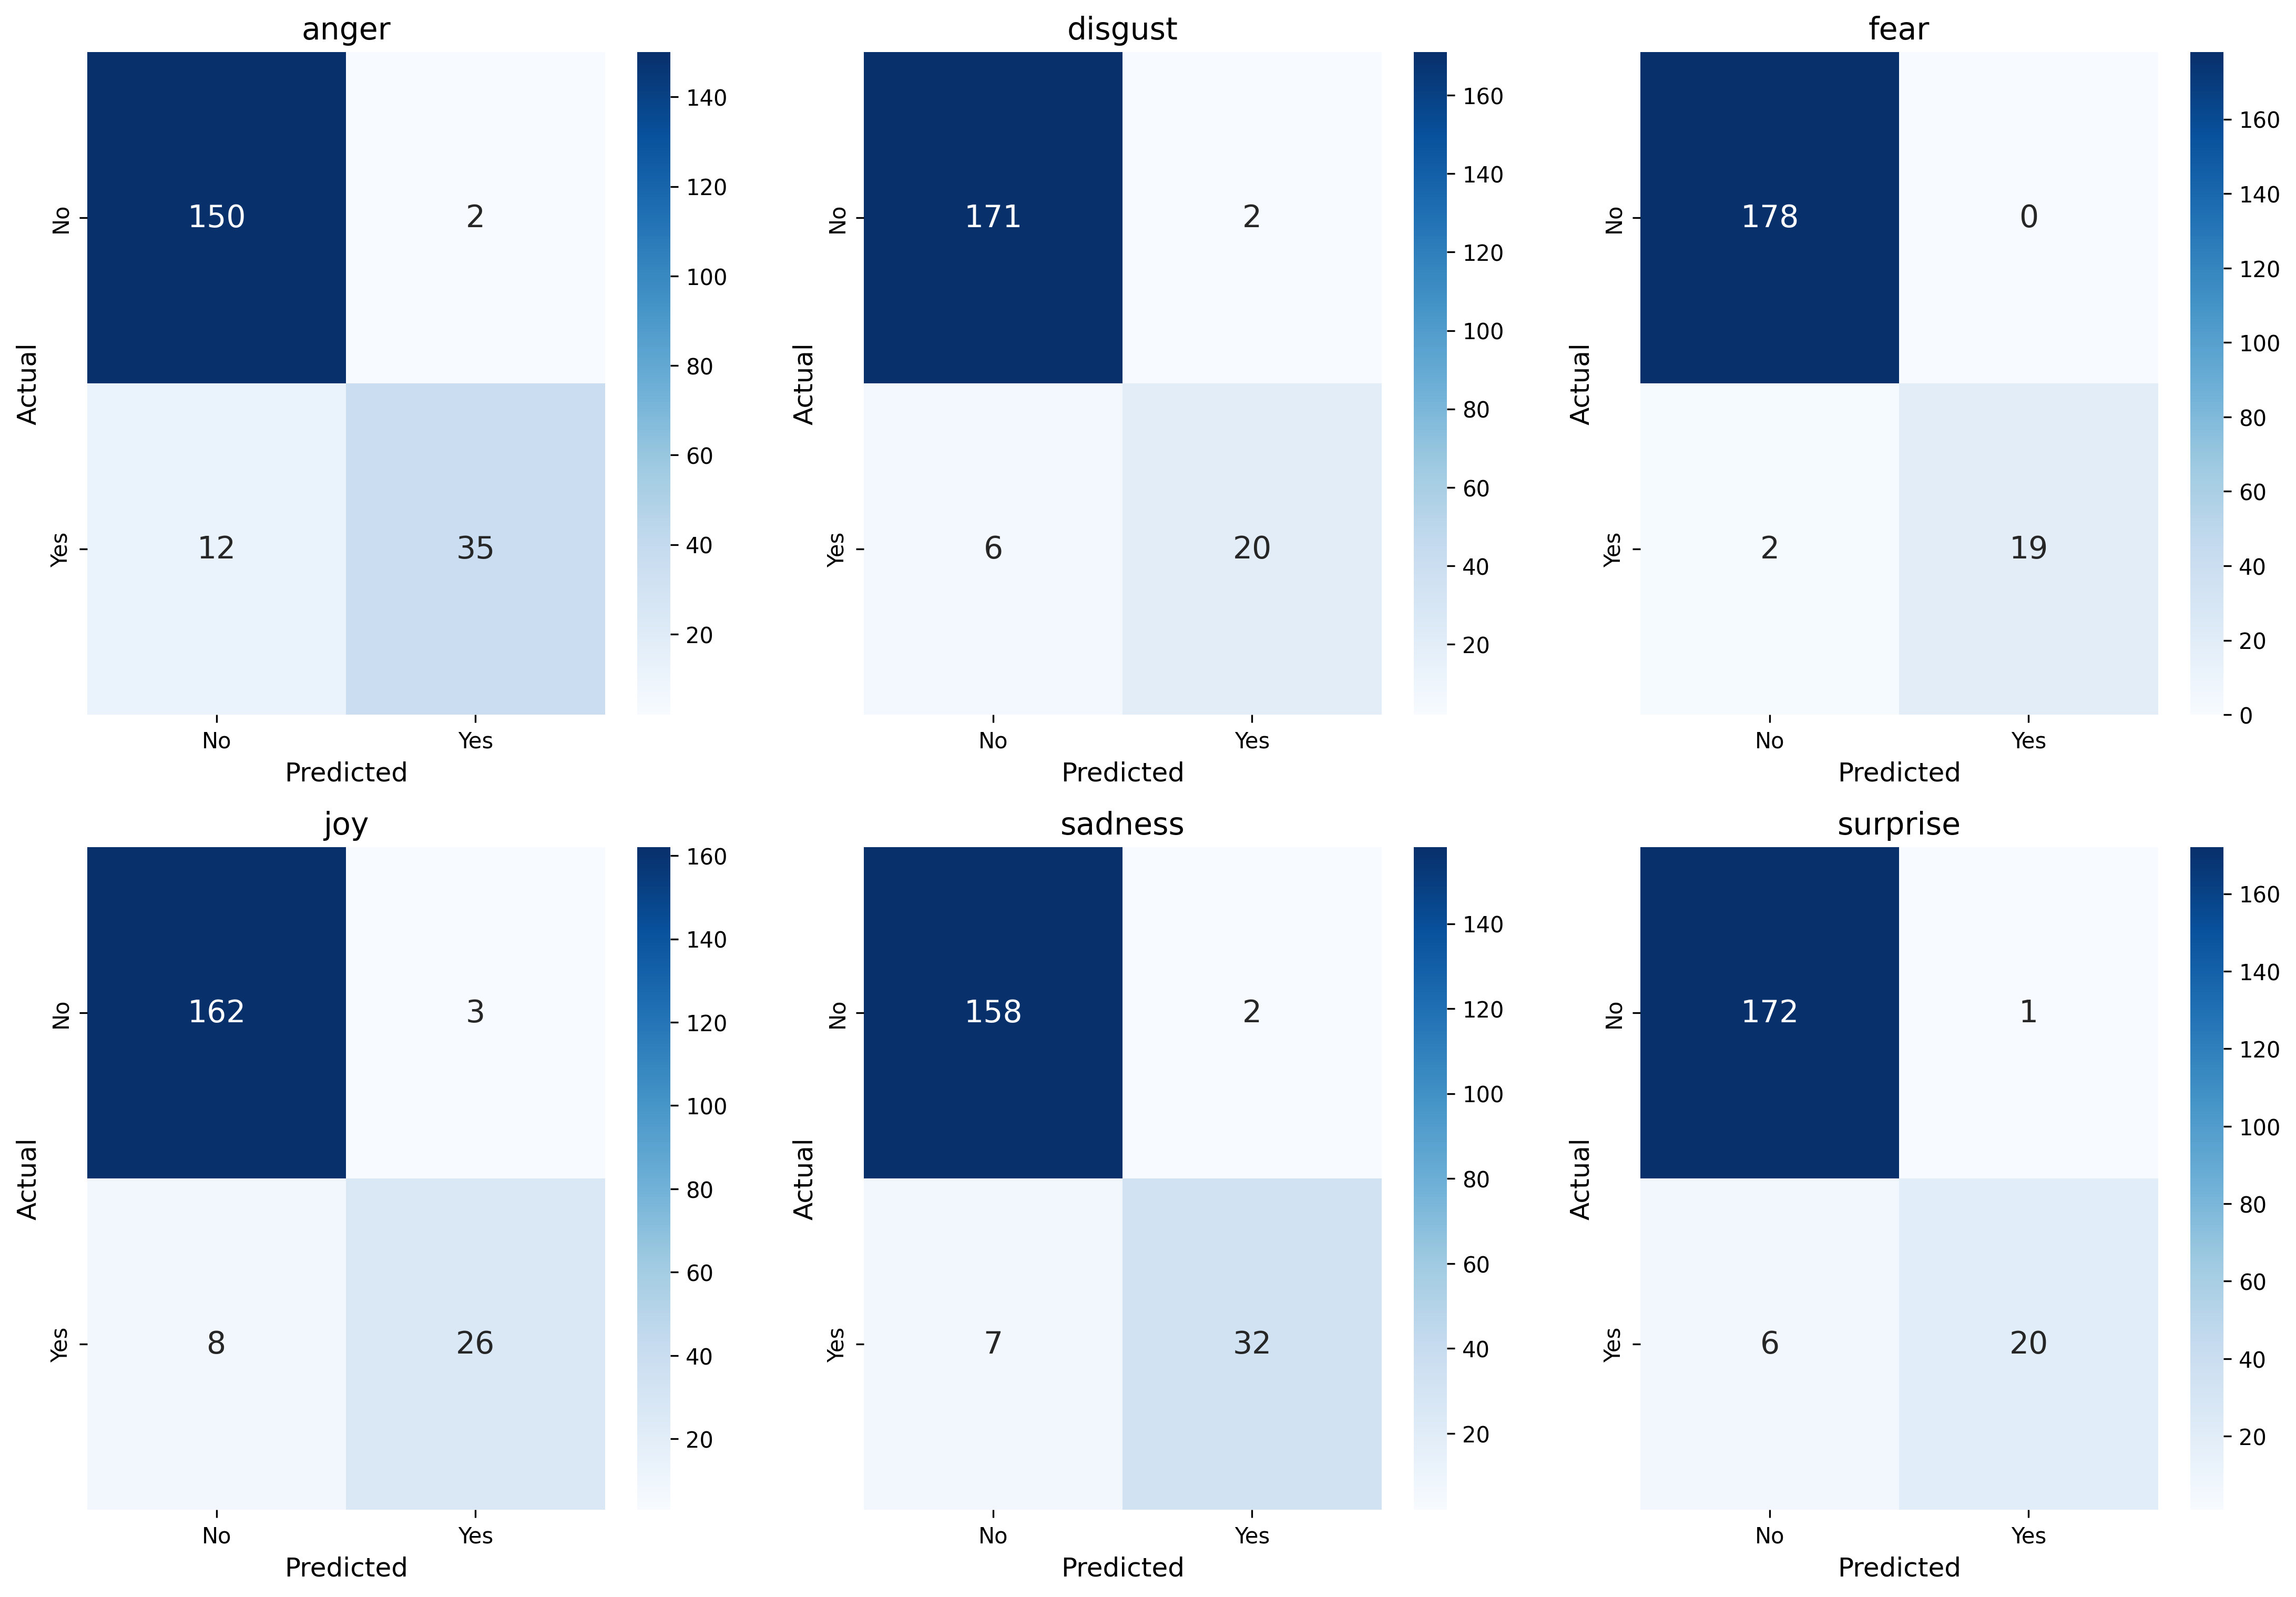 anger
140
120
100
80
60
40
20
No
Yes
Actual
150
2
12
35
No
Yes
Predicted
disgust
160
140
120
100
80
60
40
20
No
Yes
Actual
171
2
6
20
No
Yes
Predicted
fear
160
140
120
100
80
60
40
20
0
No
Yes
Actual
178
0
2
19
No
Yes
Predicted
joy
160
140
120
100
80
60
40
20
No
Yes
Actual
162
3
8
26
No
Yes
Predicted
sadness
140
120
100
80
60
40
20
No
Yes
Actual
158
2
7
32
No
Yes
Predicted
surprise
160
140
120
100
80
60
40
20
No
Yes
Actual
172
1
6
20
No
Yes
Predicted